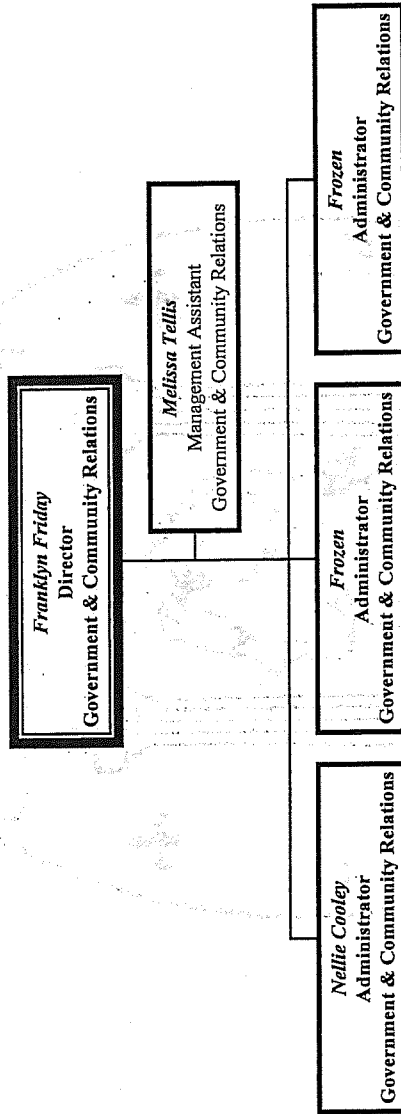 Franklyn Friday
Director
Government & Community Relations
Melissa Tellis
Management Assistant
Government & Community Relations
Nellie Cooley
Administrator
Government & Community Relations
Frozen
Administrator
Government & Community Relations
Frozen
Administrator
Government & Community Relations